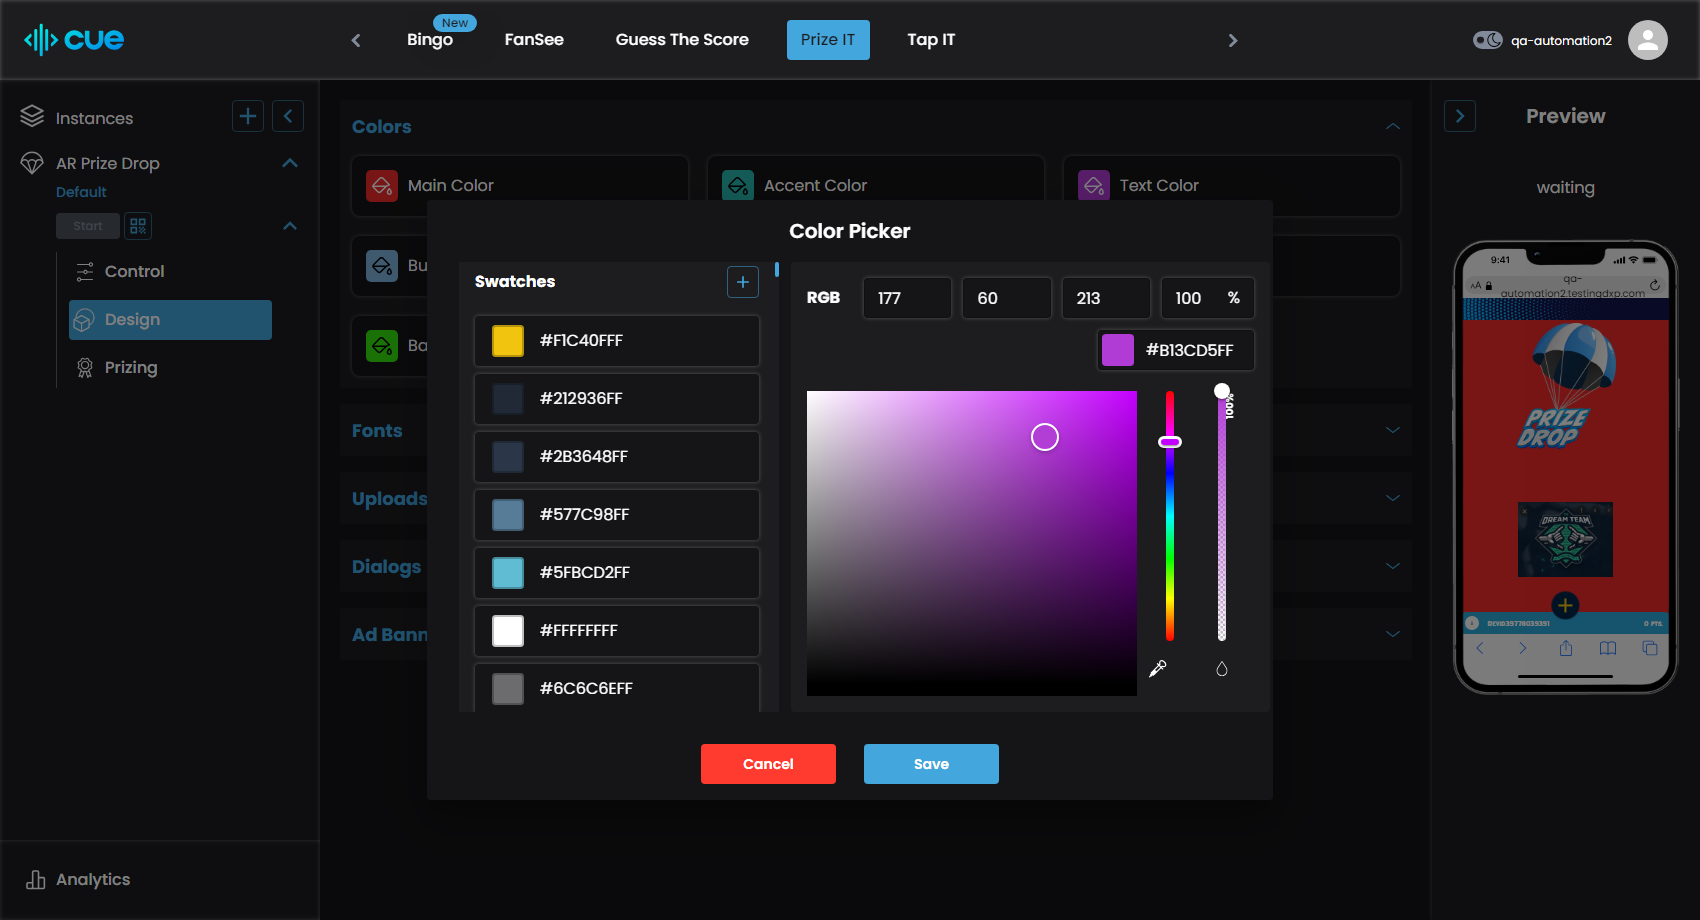 cue
New
Bingo
FanSee
Guess The Score
Prize IT
Tap IT
qa-automation2
Instances
AR Prize Drop
Default
Start
Control
Design
Prizing
Analytics
Colors
Main Color
Accent Color
Text Color
Bu
Ba
Fonts
Uploads
Dialogs
Ad Bann
Color Picker
Swatches
#F1C40FFF
#212936FF
#2B3648FF
#577C98FF
#5FBCD2FF
#FFFFFFFF
#6C6C6EFF
RGB
177
60
213
100
%
#B13CD5FF
100%
Cancel
Save
Preview
waiting
9:41
AA
qa-
automation2.testingdxp.com
PRIZE
DROP
DREAM TEAM
0 PTS.